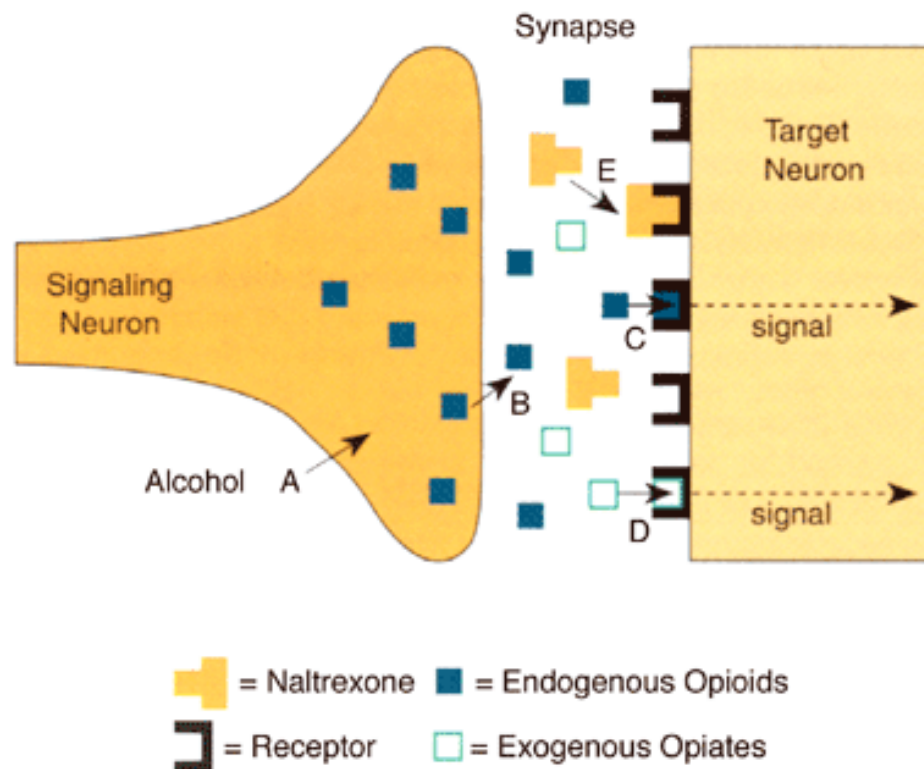 Synapse
Target
Neuron
E
Signaling
Neuron
C
signal
B
Alcohol A
D
signal
= Naltrexone = Endogenous Opioids
= Receptor = Exogenous Opiates